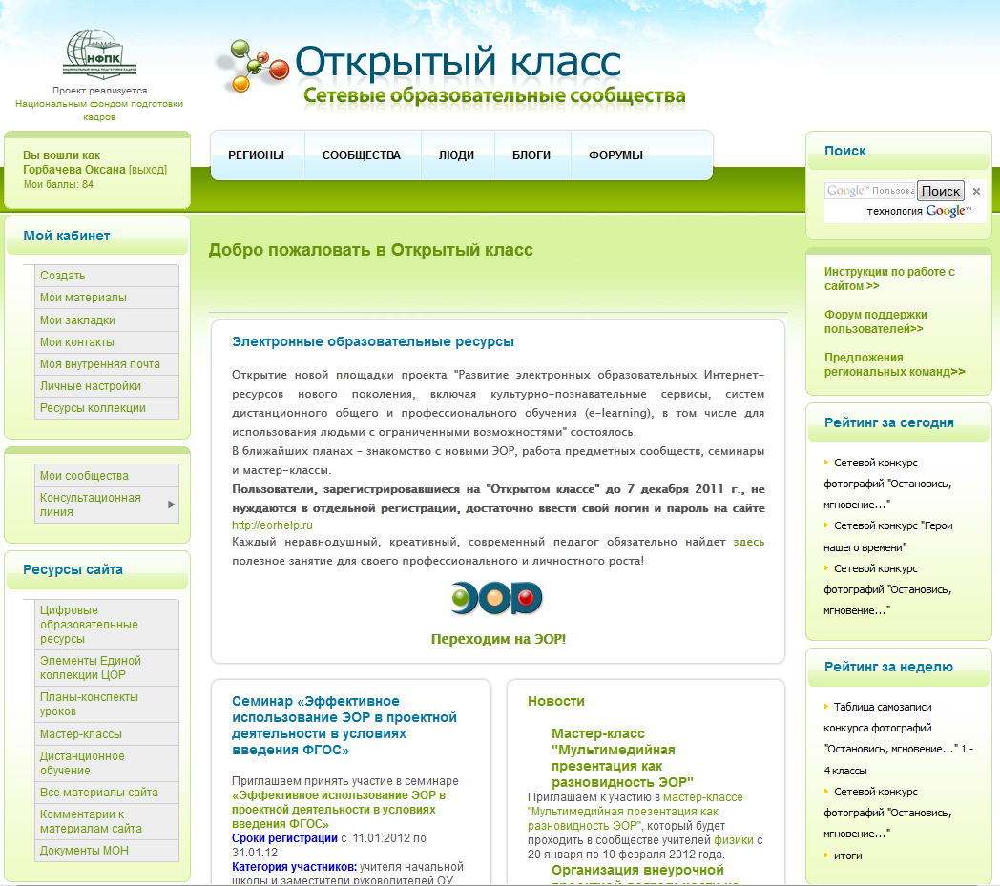 НФПК
НАЦИОНАЛЬНЫЙ ФОНД ПОДГОТОВКИ КАДРОВ
Проект реализуется
Национальным фондом подготовки
кадров
Открытый класс
Сетевые образовательные сообщества
Вы вошли как
Горбачева Оксана [выход]
Мои баллы: 84
РЕГИОНЫ
СООБЩЕСТВА
ЛЮДИ
БЛОГИ
ФОРУМЫ
Поиск
Google™ Пользова
Поиск
×
технология Google™
Мой кабинет
Создать
Мои материалы
Мои закладки
Мои контакты
Моя внутренняя почта
Личные настройки
Ресурсы коллекции
Мои сообщества
Консультационная
линия
Ресурсы сайта
Цифровые
образовательные
ресурсы
Элементы Единой
коллекции ЦОР
Планы-конспекты
уроков
Мастер-классы
Дистанционное
обучение
Все материалы сайта
Комментарии к
материалам сайта
Документы МОН
Добро пожаловать в Открытый класс
Электронные образовательные ресурсы
Открытие новой площадки проекта "Развитие электронных образовательных Интернет-
ресурсов нового поколения, включая культурно-познавательные сервисы, систем
дистанционного общего и профессионального обучения (e-learning), в том числе для
использования людьми с ограниченными возможностями" состоялось.
В ближайших планах - знакомство с новыми ЭОР, работа предметных сообществ, семинары
и мастер-классы.
Пользователи, зарегистрировавшиеся на "Открытом классе" до 7 декабря 2011 г., не
нуждаются в отдельной регистрации, достаточно ввести свой логин и пароль на сайте
http://eorhelp.ru
Каждый неравнодушный, креативный, современный педагог обязательно найдет здесь
полезное занятие для своего профессионального и личностного роста!
ЭОР
Переходим на ЭОР!
Семинар «Эффективное
использование ЭОР в проектной
деятельности в условиях
введения ФГОС»
Приглашаем принять участие в семинаре
«Эффективное использование ЭОР в
проектной деятельности в условиях
введения ФГОС»
Сроки регистрации с 11.01.2012 по
31.01.12
Категория участников: учителя начальной
школы и заместители руководителей ОУ
Новости
Мастер-класс
"Мультимедийная
презентация как
разновидность ЭОР"
Приглашаем к участию в мастер-классе
"Мультимедийная презентация как
разновидность ЭОР", который будет
проходить в сообществе учителей физики с
20 января по 10 февраля 2012 года.
Организация внеурочной
проектной деятельности на
Инструкции по работе с
сайтом >>
Форум поддержки
пользователей>>
Предложения
региональных команд>>
Рейтинг за сегодня
Сетевой конкурс
фотографий "Остановись,
мгновение..."
Сетевой конкурс "Герои
нашего времени"
Сетевой конкурс
фотографий "Остановись,
мгновение..."
Рейтинг за неделю
Таблица самозаписи
конкурса фотографий
"Остановись, мгновение..." 1 -
4 классы
Сетевой конкурс
фотографий "Остановись,
мгновение..."
итоги